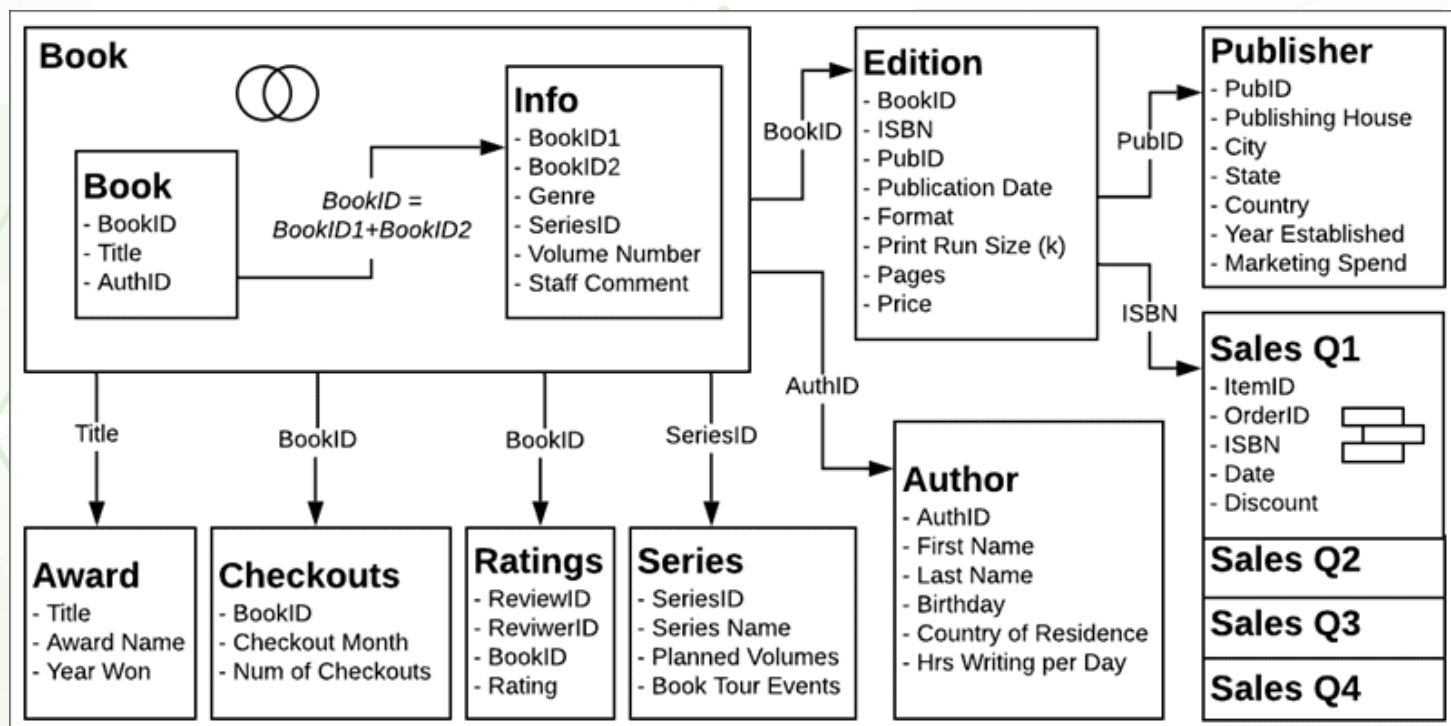 Book
Book
- BookID
- Title
- AuthID
BookID =
BookID1+BookID2
Info
- BookID1
- BookID2
- Genre
- SeriesID
- Volume Number
- Staff Comment
BookID
Edition
- BookID
- ISBN
- PubID
- Publication Date
- Format
- Print Run Size (k)
- Pages
- Price
PubID
Publisher
- PubID
- Publishing House
- City
- State
- Country
- Year Established
- Marketing Spend
ISBN
Sales Q1
- ItemID
- OrderID
- ISBN
- Date
- Discount
Sales Q2
Sales Q3
Sales Q4
Title
BookID
BookID
SeriesID
AuthID
Award
- Title
- Award Name
- Year Won
Checkouts
- BookID
- Checkout Month
- Num of Checkouts
Ratings
- ReviewID
- ReviwerID
- BookID
- Rating
Series
- SeriesID
- Series Name
- Planned Volumes
- Book Tour Events
Author
- AuthID
- First Name
- Last Name
- Birthday
- Country of Residence
- Hrs Writing per Day